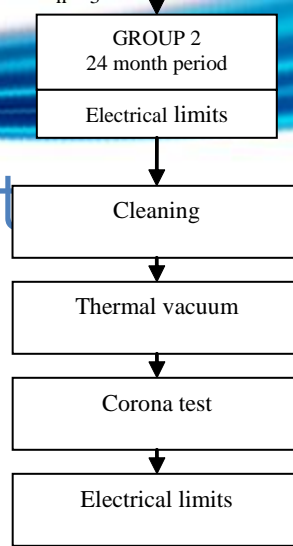 GROUP 2
24 month period
Electrical limits
Cleaning
Thermal vacuum
Corona test
Electrical limits